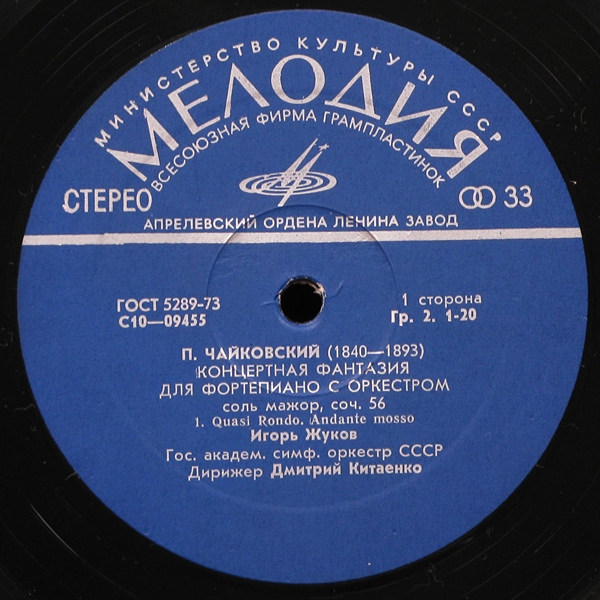 МИНИСТЕРСТВО КУЛЬТУРЫ СССР
МЕЛОДИЯ
ВСЕСОЮЗНАЯ ФИРМА ГРАМПЛАСТИНОК
СТЕРЕО
33
АПРЕЛЕВСКИЙ ОРДЕНА ЛЕНИНА ЗАВОД
ГОСТ 5289-73
1 сторона
С10—09455
Гр. 2. 1-20
П. ЧАЙКОВСКИЙ (1840—1893)
КОНЦЕРТНАЯ ФАНТАЗИЯ
ДЛЯ ФОРТЕПИАНО С ОРКЕСТРОМ
соль мажор, соч. 56
1. Quasi Rondo. Andante mosso
Игорь Жуков
Гос. академ. симф. оркестр СССР
Дирижер Дмитрий Китаенко